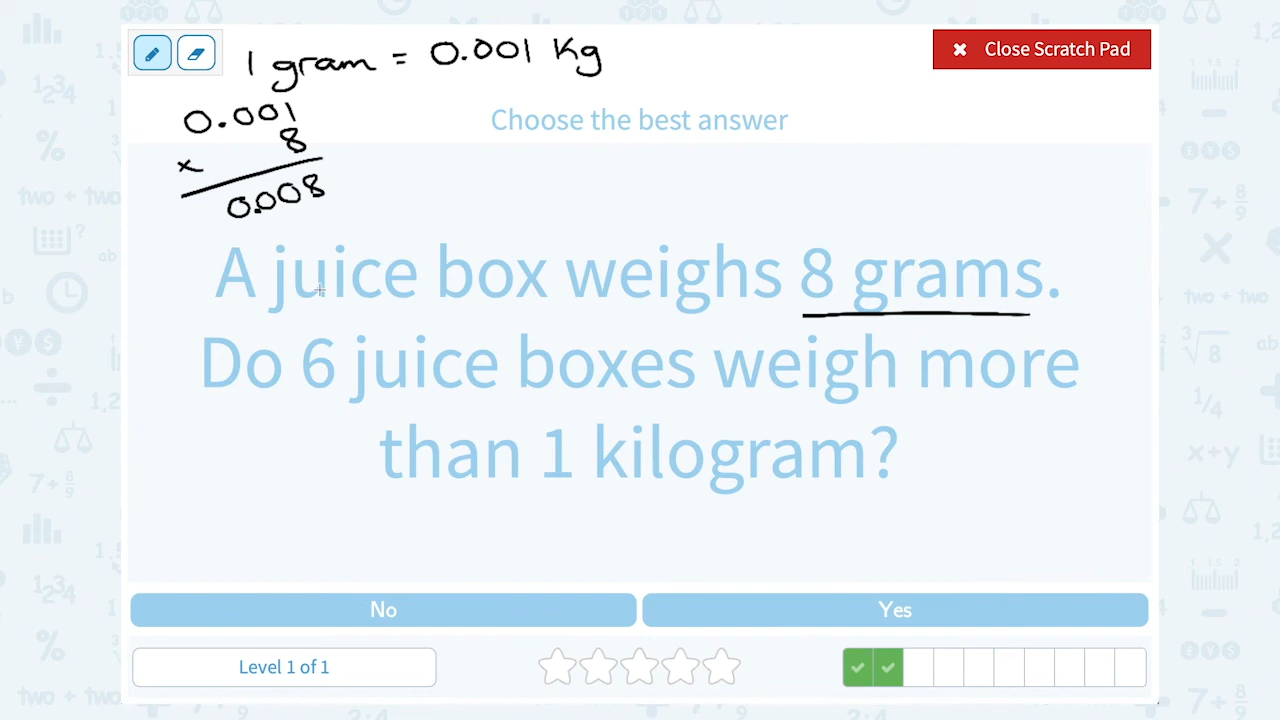 1 gram = 0.001 Kg
Close Scratch Pad
0.001
x 8
0.008
Choose the best answer
A juice box weighs 8 grams.
Do 6 juice boxes weigh more
than 1 kilogram?
No
Yes
Level 1 of 1